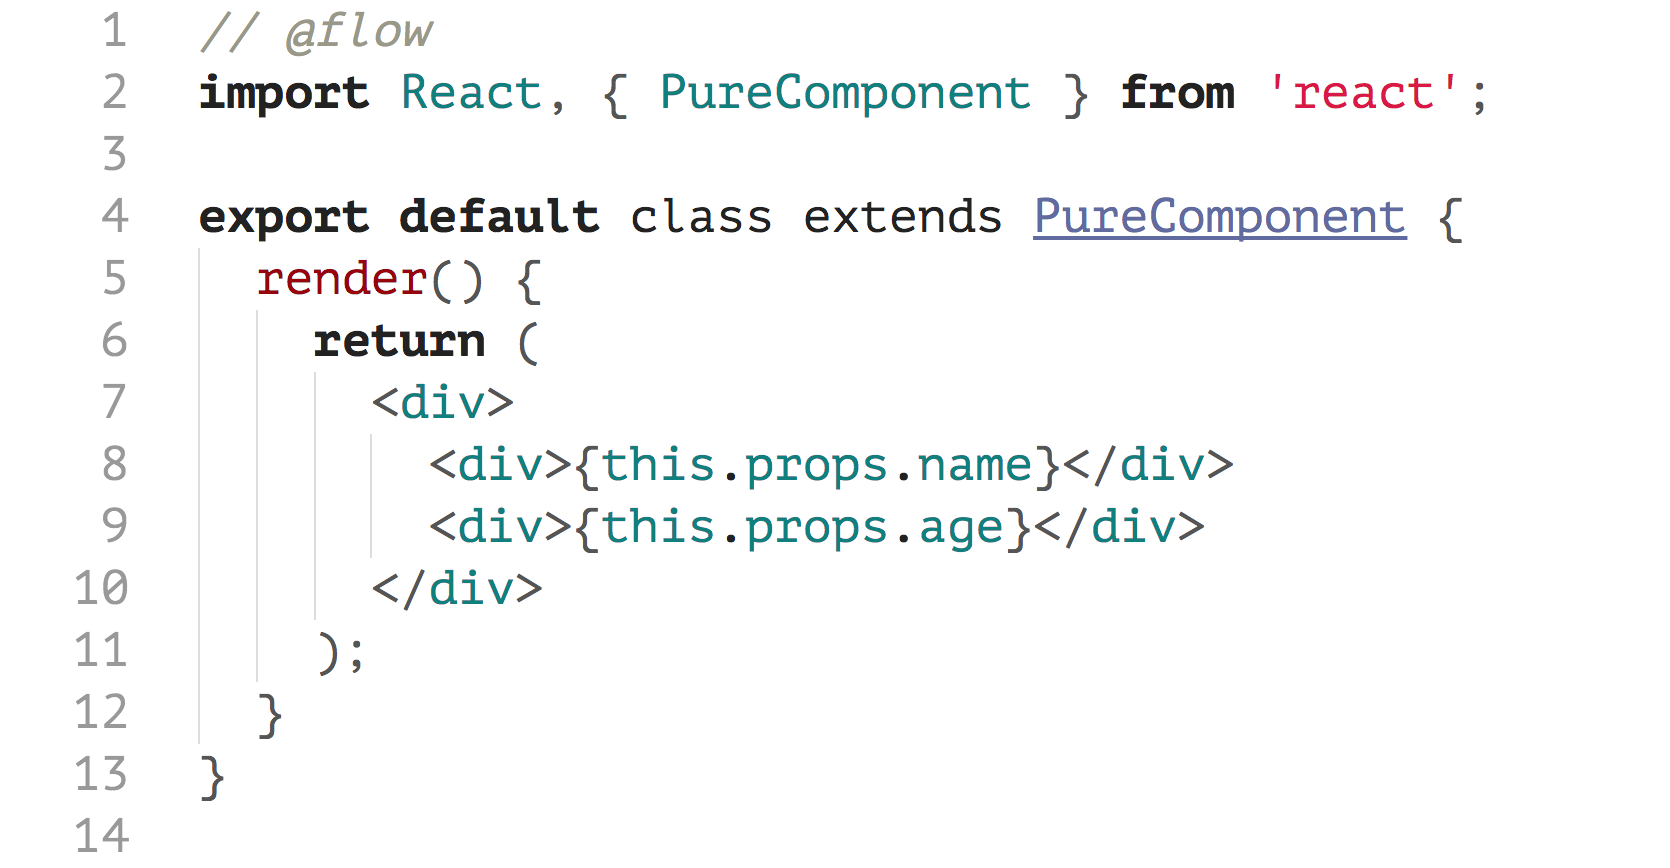 1 // @flow
2 import React, { PureComponent } from 'react';
3
4 export default class extends PureComponent {
5   render() {
6     return (
7       <div>
8         <div>{this.props.name}</div>
9         <div>{this.props.age}</div>
10       </div>
11     );
12   }
13 }
14